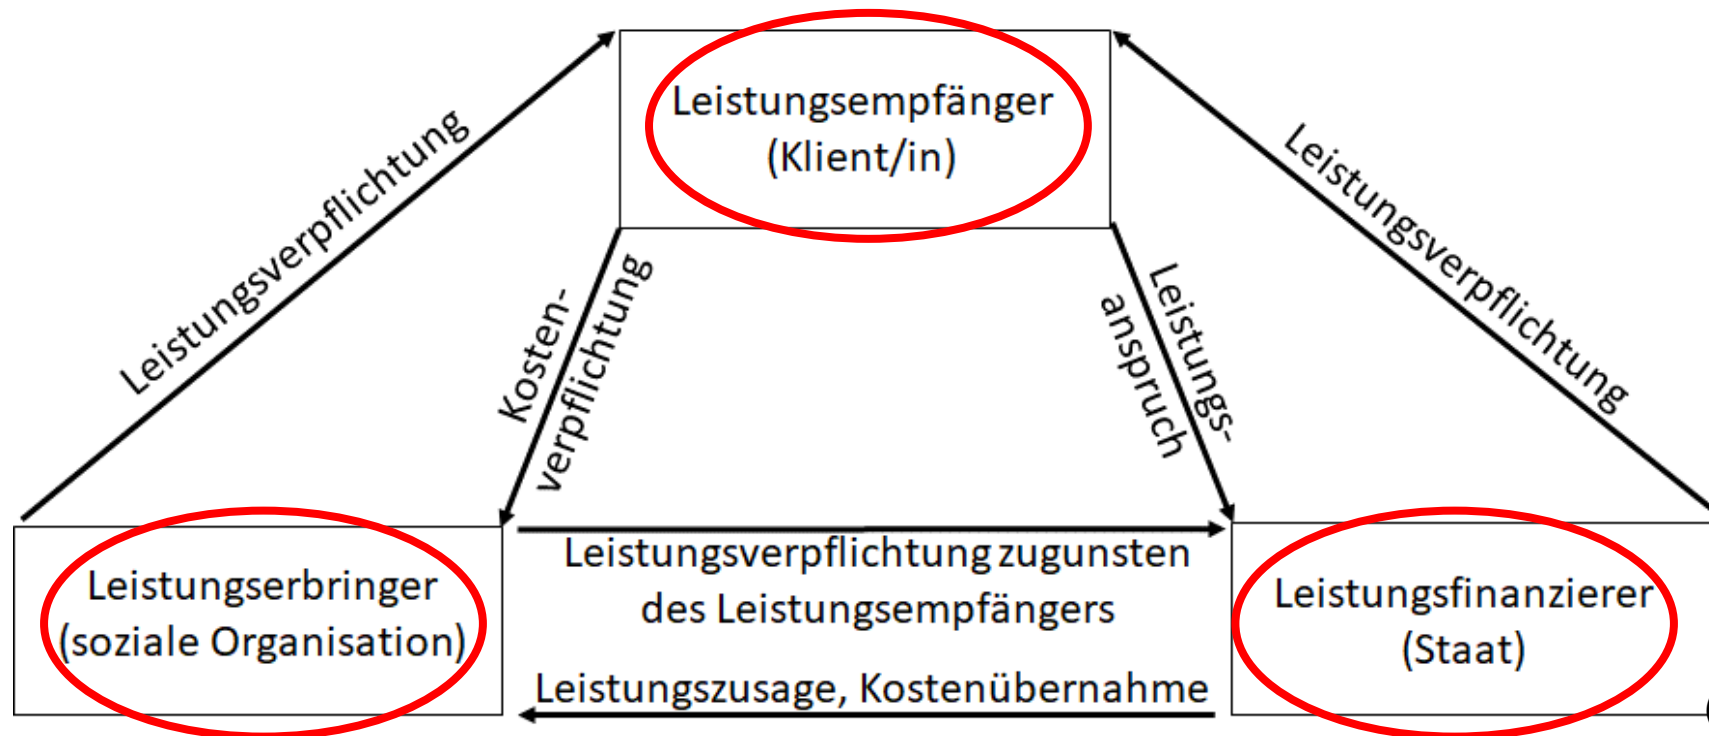 Leistungsempfänger
(Klient/in)
Leistungsverpflichtung
Leistungsverpflichtung
Kosten-
verpflichtung
Leistungs-
anspruch
Leistungserbringer
(soziale Organisation)
Leistungsverpflichtung zugunsten
des Leistungsempfängers
Leistungszusage, Kostenübernahme
Leistungsfinanzierer
(Staat)